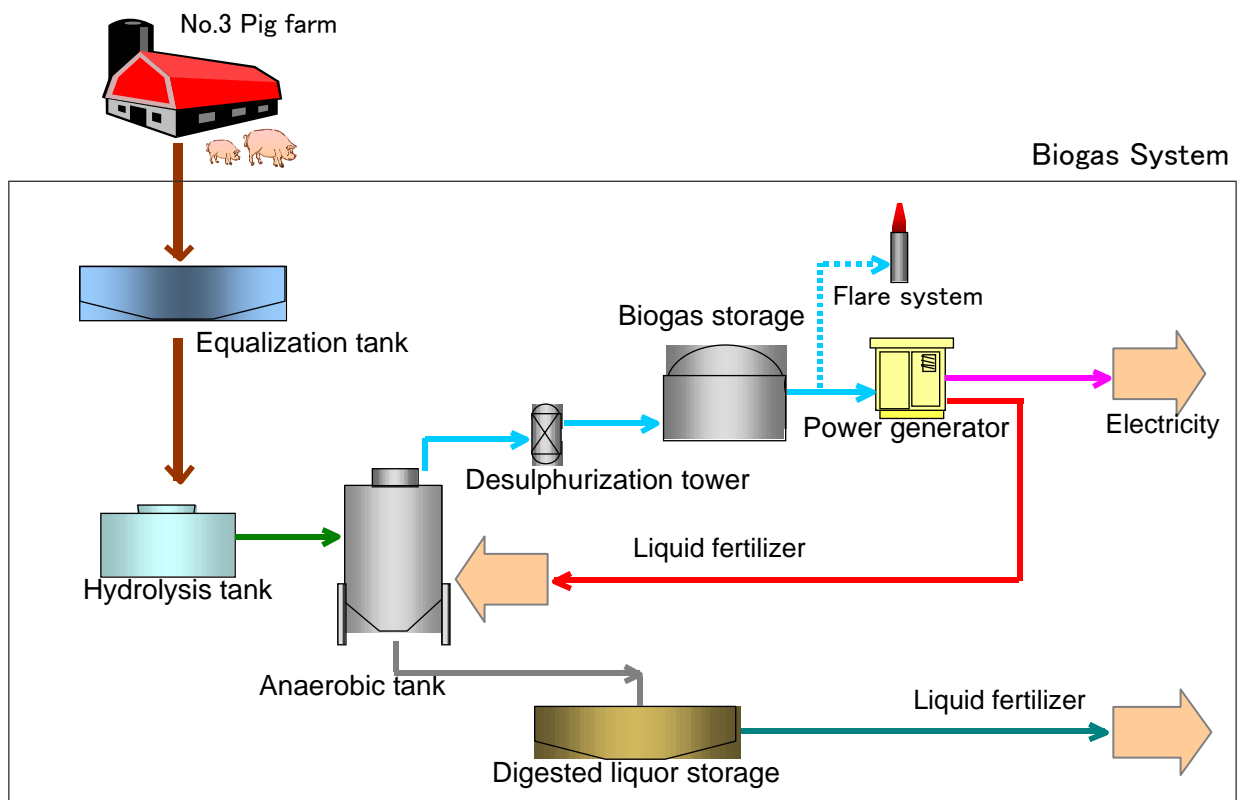 No.3 Pig farm
Biogas System
Equalization tank
Flare system
Biogas storage
Power generator
Electricity
Desulphurization tower
Hydrolysis tank
Liquid fertilizer
Anaerobic tank
Liquid fertilizer
Digested liquor storage